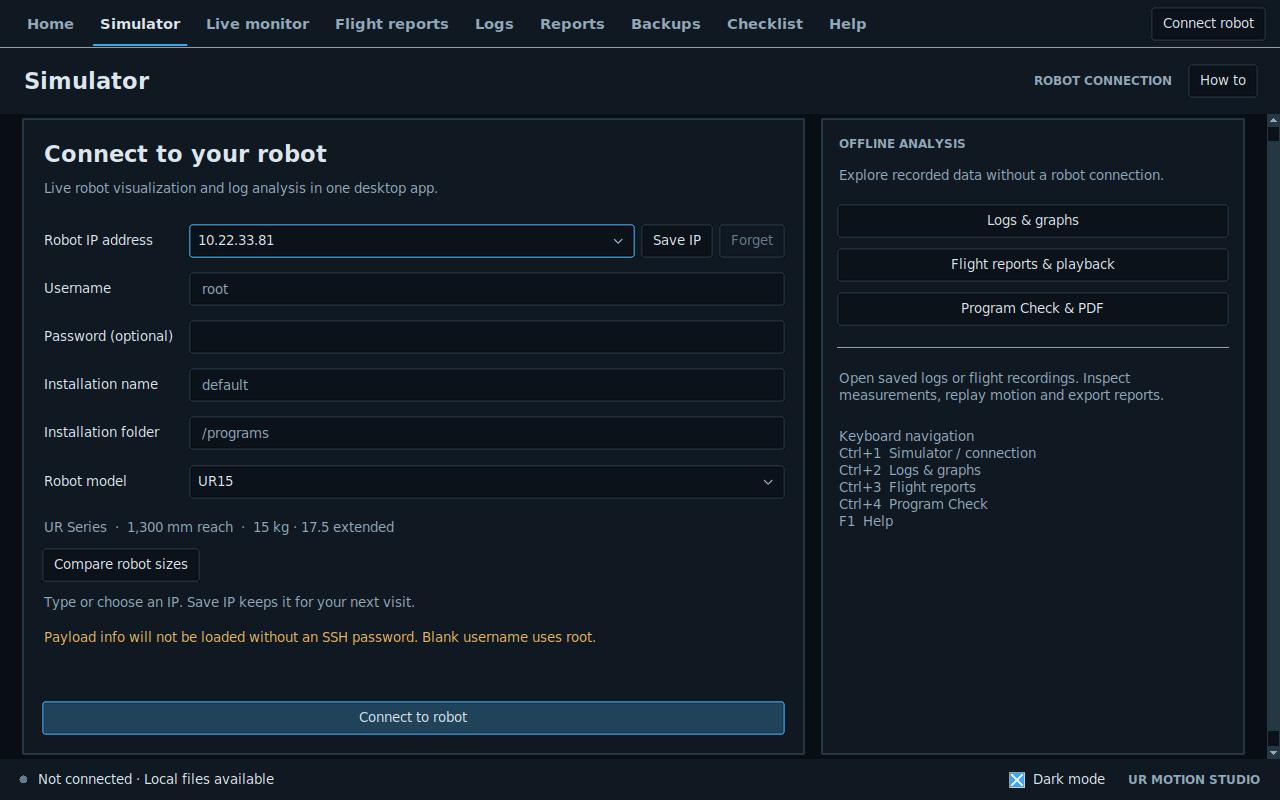 Home Simulator Live monitor Flight reports Logs Reports Backups Checklist Help Connect robot
Simulator ROBOT CONNECTION How to
Connect to your robot
Live robot visualization and log analysis in one desktop app.
Robot IP address 10.22.33.81 Save IP Forget
Username root
Password (optional)
Installation name default
Installation folder /programs
Robot model UR15
UR Series · 1,300 mm reach · 15 kg · 17.5 extended
Compare robot sizes
Type or choose an IP. Save IP keeps it for your next visit.
Payload info will not be loaded without an SSH password. Blank username uses root.
Connect to robot
OFFLINE ANALYSIS
Explore recorded data without a robot connection.
Logs & graphs
Flight reports & playback
Program Check & PDF
Open saved logs or flight recordings. Inspect
measurements, replay motion and export reports.
Keyboard navigation
Ctrl+1 Simulator / connection
Ctrl+2 Logs & graphs
Ctrl+3 Flight reports
Ctrl+4 Program Check
F1 Help
Not connected · Local files available Dark mode UR MOTION STUDIO